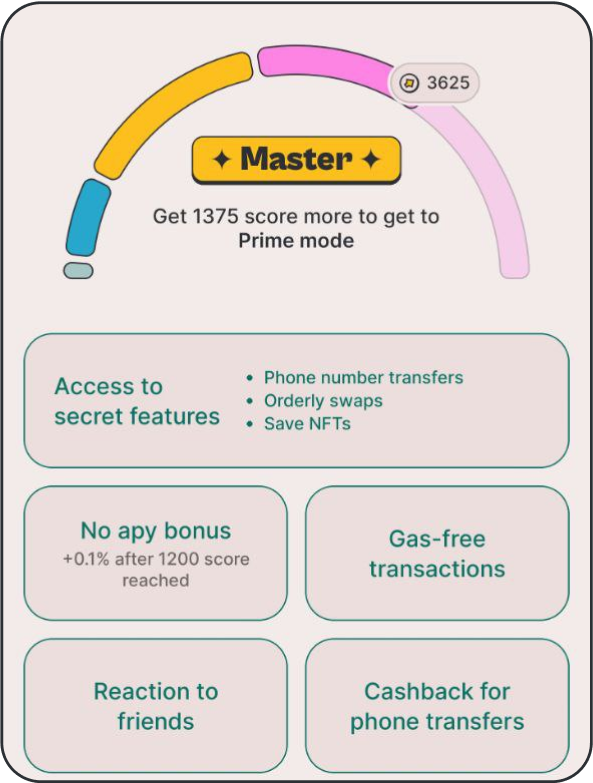 3625
Master
Get 1375 score more to get to
Prime mode
Access to
secret features
• Phone number transfers
• Orderly swaps
• Save NFTs
No apy bonus
+0.1% after 1200 score
reached
Gas-free
transactions
Reaction to
friends
Cashback for
phone transfers